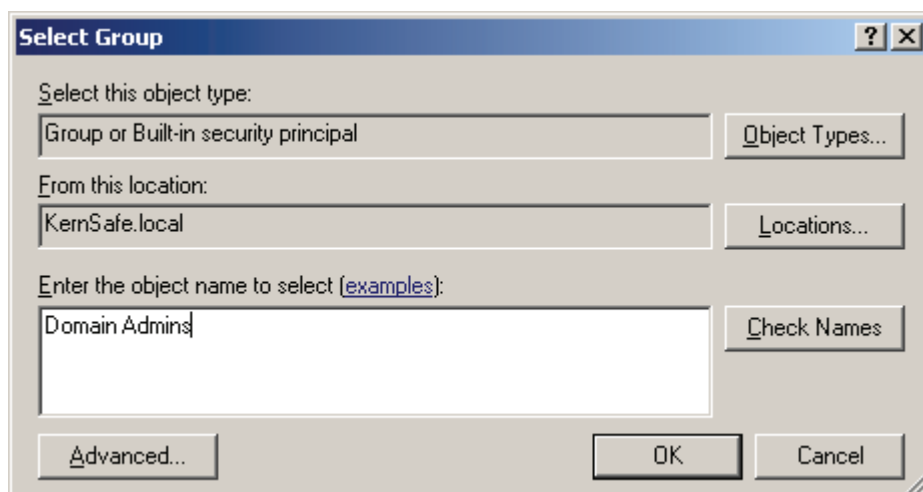 Select Group
Select this object type:
Group or Built-in security principal
Object Types...
From this location:
KernSafe.local
Locations...
Enter the object name to select (examples):
Domain Admins
Check Names
Advanced...
OK
Cancel